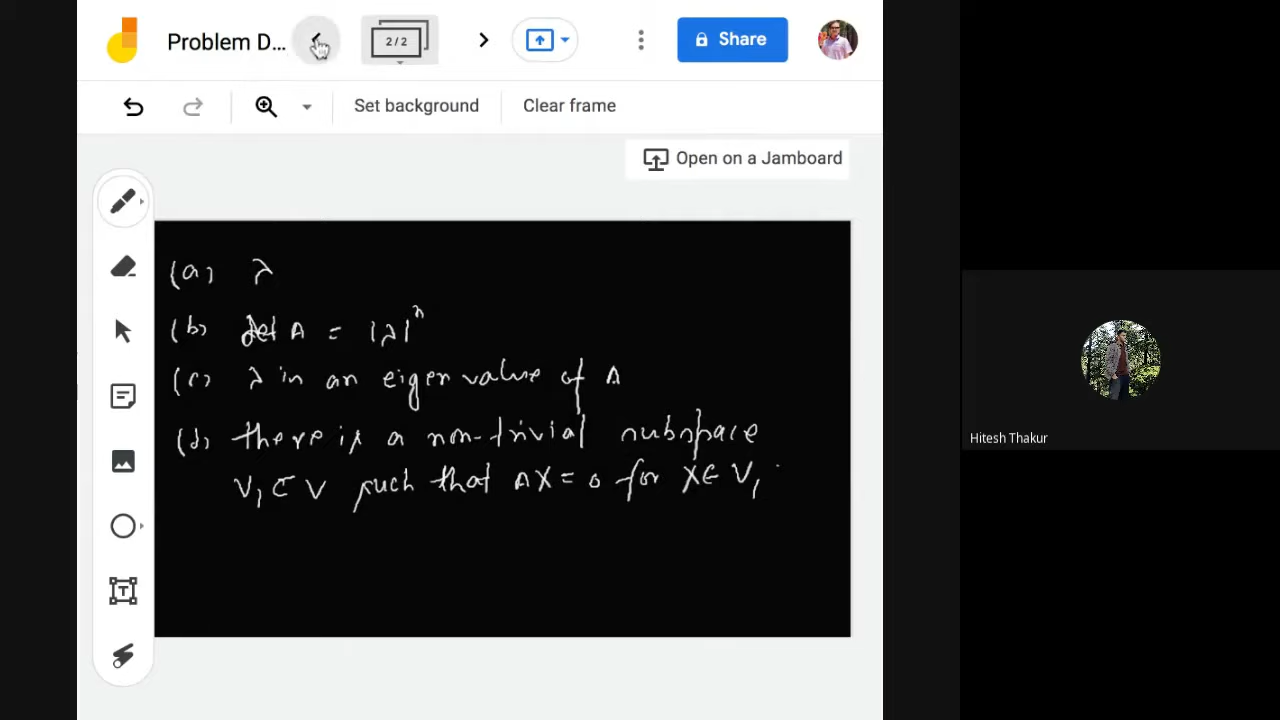 Problem D...
2 / 2
Share
Set background
Clear frame
Open on a Jamboard
(a) λ
(b) det A = |λ|ⁿ
(c) λ is an eigen value of A
(d) there is a non-trivial subspace
V₁ ⊂ V such that AX = 0 for X ∈ V₁
Hitesh Thakur